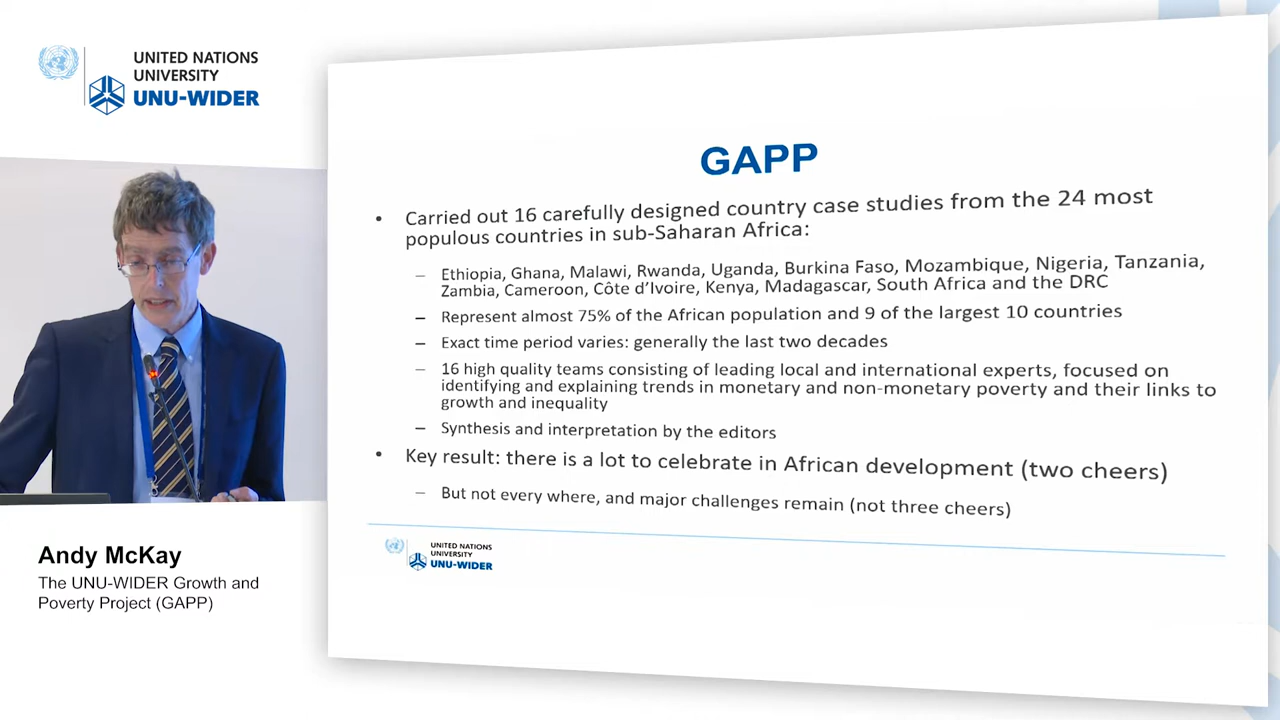 UNITED NATIONS
UNIVERSITY
UNU-WIDER
GAPP
• Carried out 16 carefully designed country case studies from the 24 most
populous countries in sub-Saharan Africa:
– Ethiopia, Ghana, Malawi, Rwanda, Uganda, Burkina Faso, Mozambique, Nigeria, Tanzania,
Zambia, Cameroon, Côte d’Ivoire, Kenya, Madagascar, South Africa and the DRC
– Represent almost 75% of the African population and 9 of the largest 10 countries
– Exact time period varies: generally the last two decades
– 16 high quality teams consisting of leading local and international experts, focused on
identifying and explaining trends in monetary and non-monetary poverty and their links to
growth and inequality
– Synthesis and interpretation by the editors
• Key result: there is a lot to celebrate in African development (two cheers)
– But not every where, and major challenges remain (not three cheers)
UNITED NATIONS
UNIVERSITY
UNU-WIDER
Andy McKay
The UNU-WIDER Growth and
Poverty Project (GAPP)